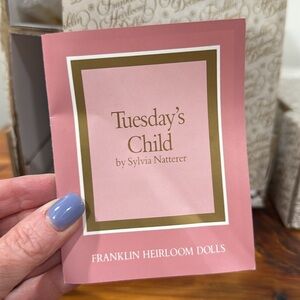 Tuesday's
Child
by Sylvia Natterer
FRANKLIN HEIRLOOM DOLLS